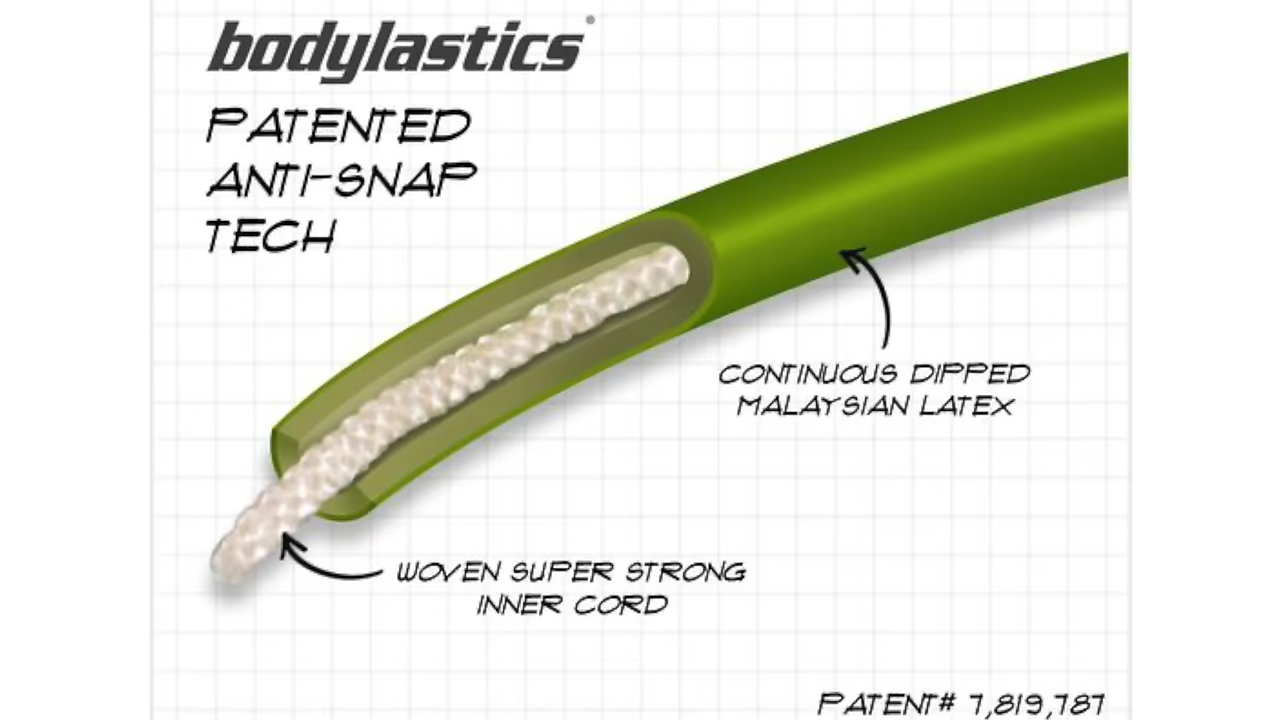 bodylastics
PATENTED
ANTI-SNAP
TECH
CONTINUOUS DIPPED
MALAYSIAN LATEX
WOVEN SUPER STRONG
INNER CORD
PATENT# 7,819,787